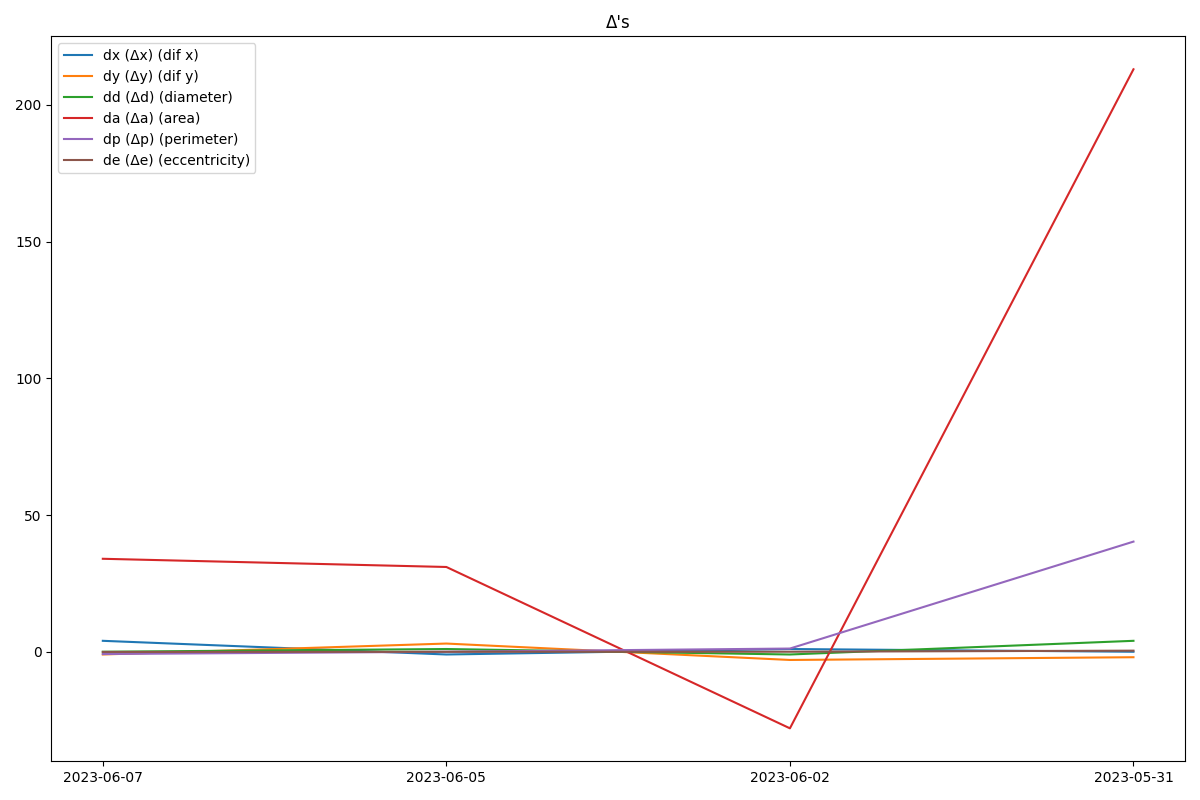 Δ's
dx (Δx) (dif x)
dy (Δy) (dif y)
dd (Δd) (diameter)
da (Δa) (area)
dp (Δp) (perimeter)
de (Δe) (eccentricity)
200
150
100
50
0
2023-06-07 2023-06-05 2023-06-02 2023-05-31